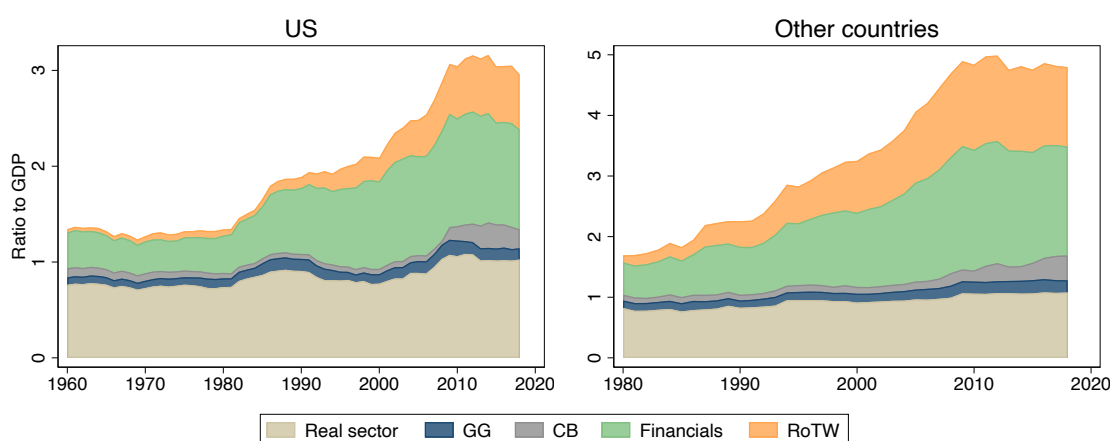 US
Other countries
Ratio to GDP
3
2
1
0
1960 1970 1980 1990 2000 2010 2020
5
4
3
2
1
0
1980 1990 2000 2010 2020
Real sector GG CB Financials RoTW